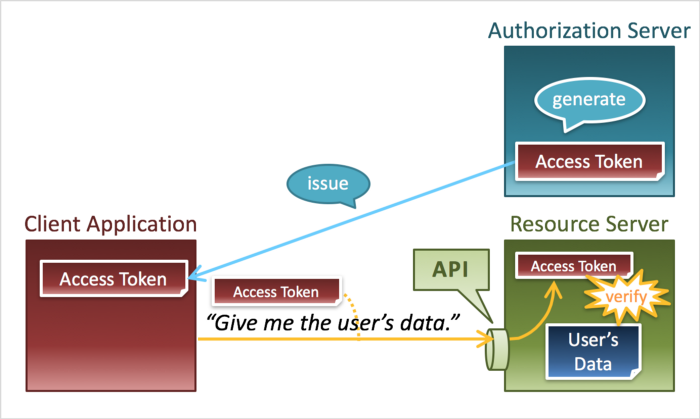 Authorization Server
generate
Access Token
issue
Client Application
Access Token
Resource Server
API
Access Token
verify
Access Token
“Give me the user’s data.”
User’s
Data